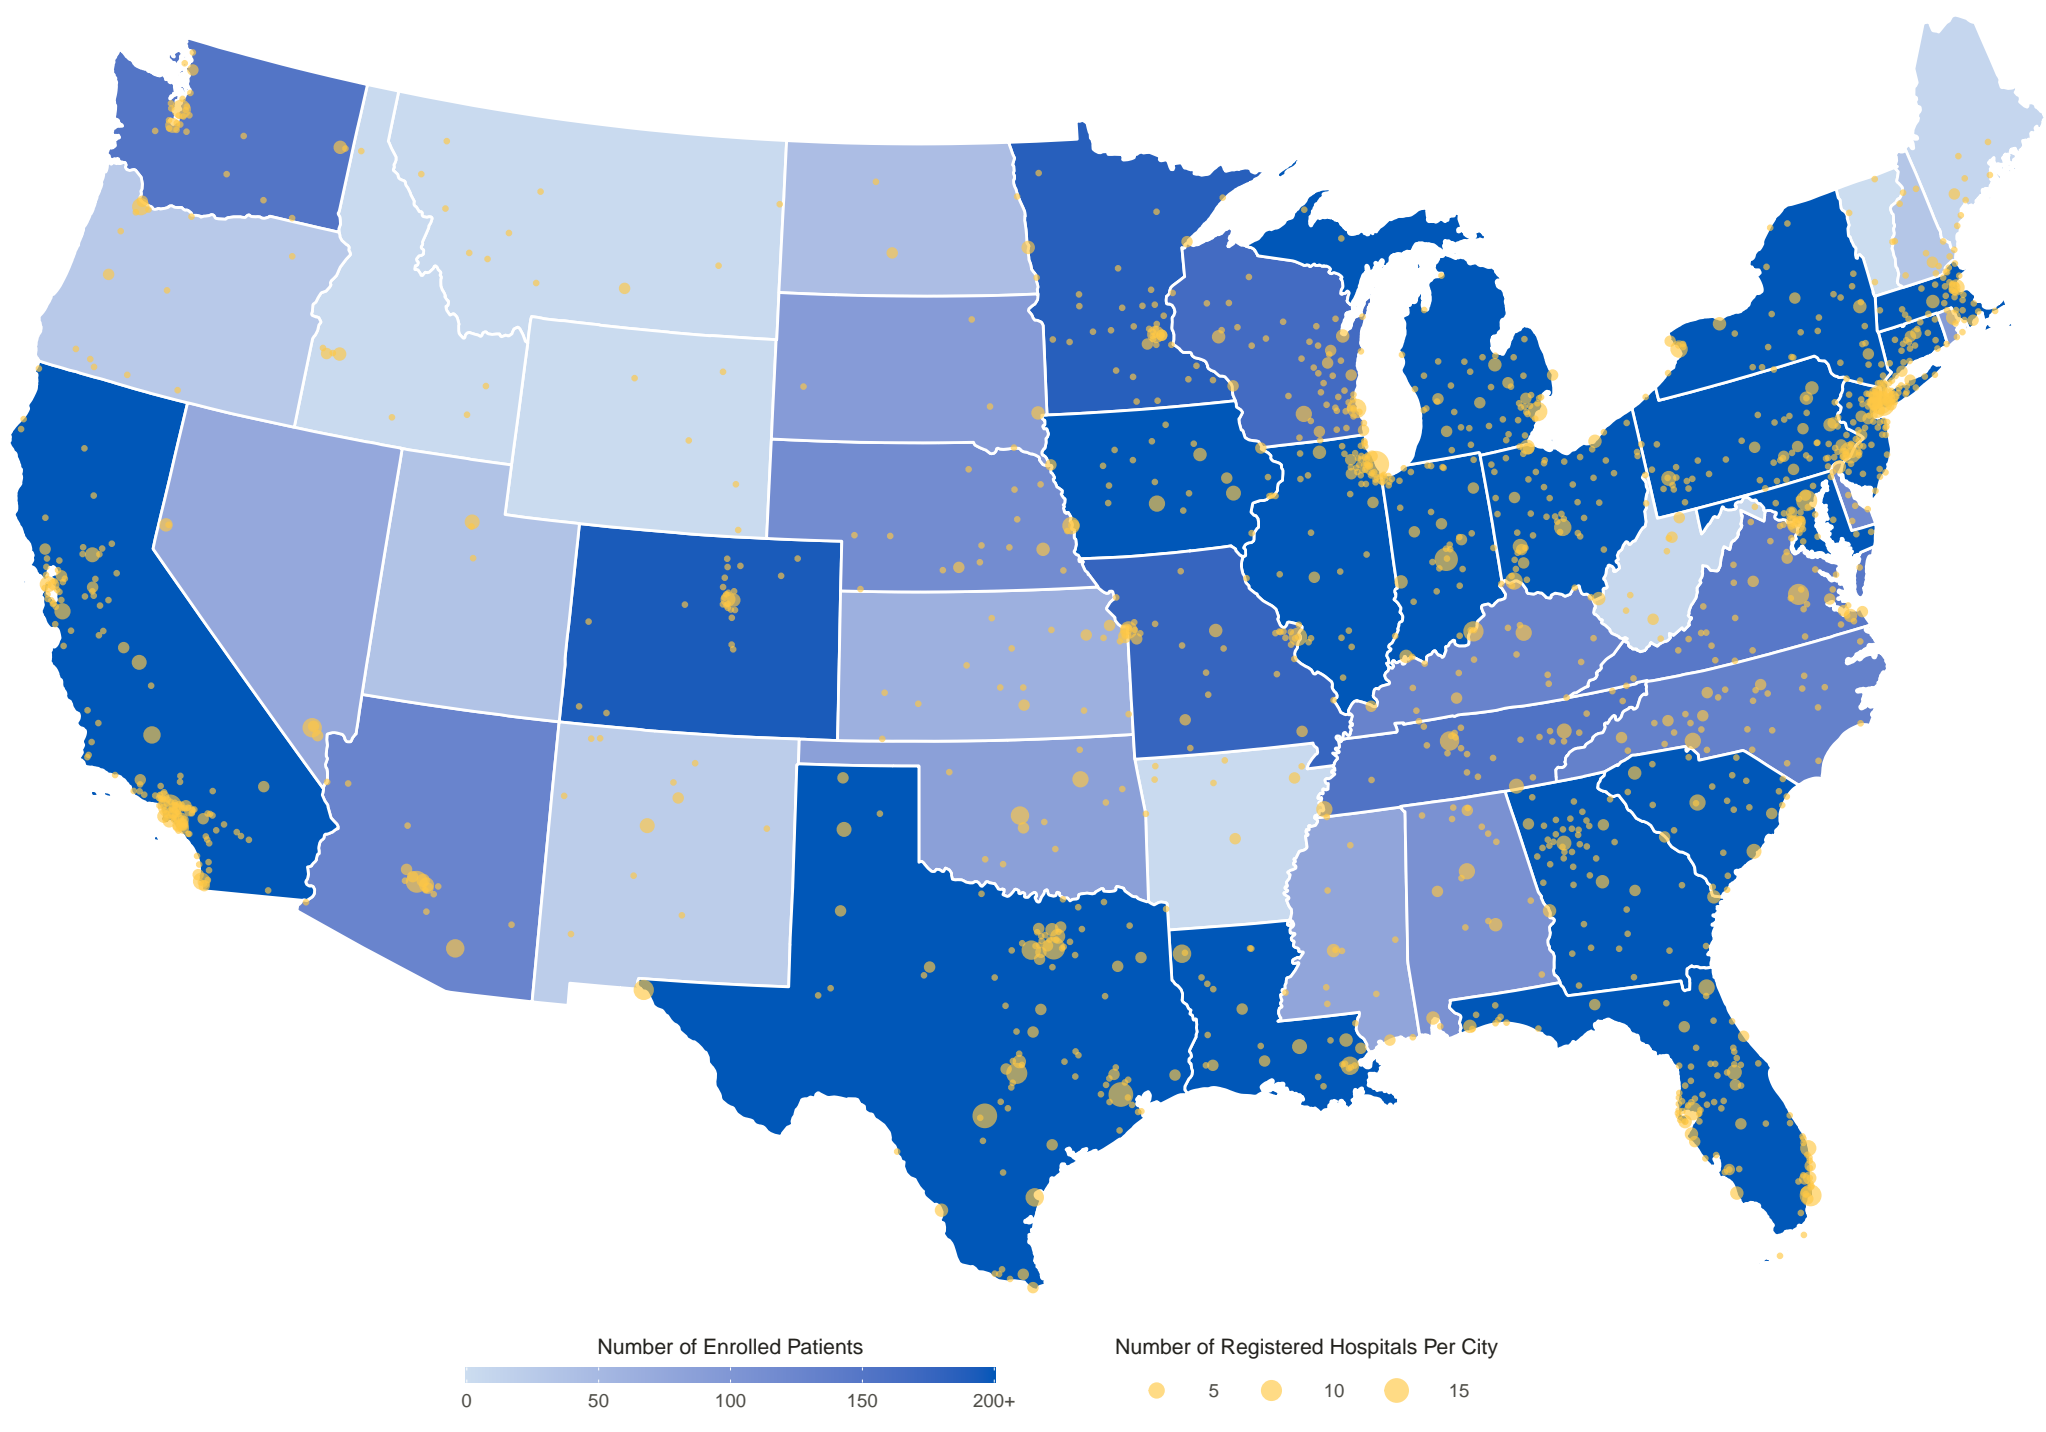 Number of Enrolled Patients
0 50 100 150 200+
Number of Registered Hospitals Per City
5 10 15